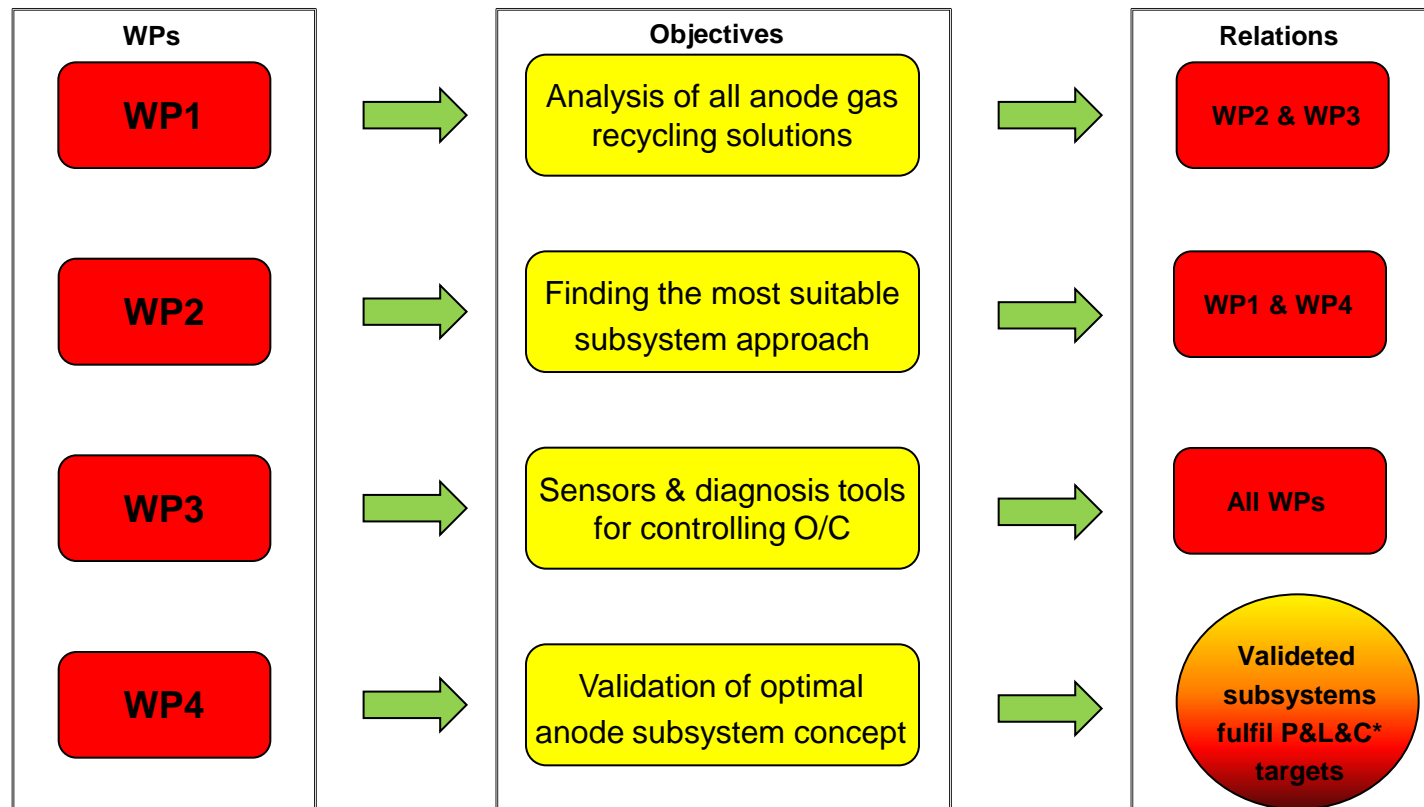 WPs
Objectives
Relations
WP1
Analysis of all anode gas
recycling solutions
WP2 & WP3
WP2
Finding the most suitable
subsystem approach
WP1 & WP4
WP3
Sensors & diagnosis tools
for controlling O/C
All WPs
WP4
Validation of optimal
anode subsystem concept
Valideted
subsystems
fulfil P&L&C*
targets